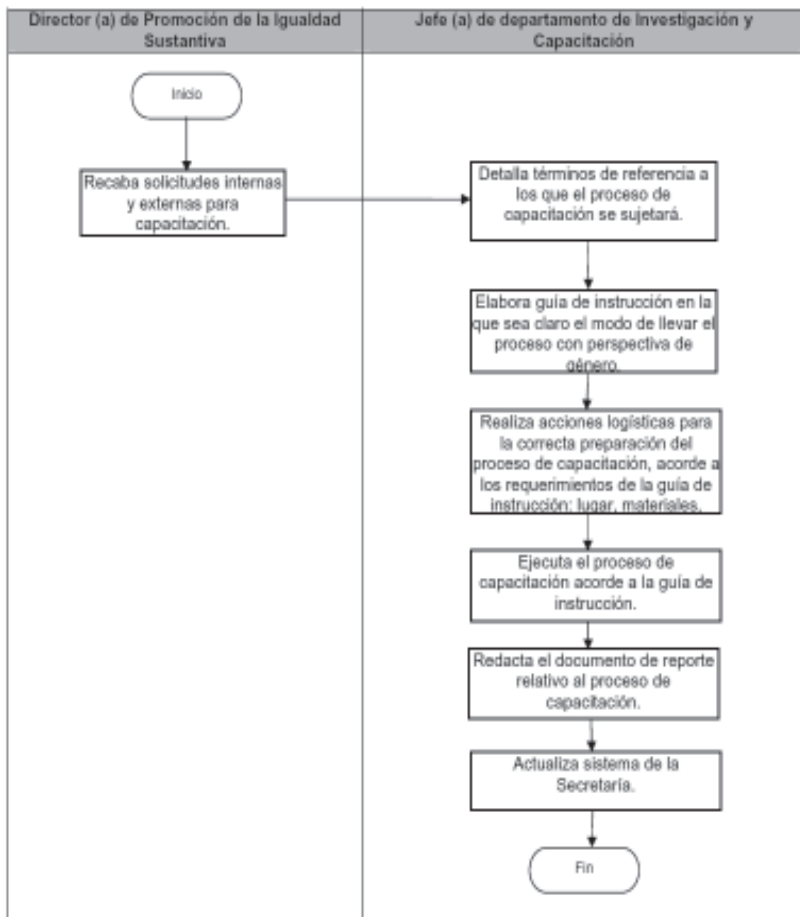 Director (a) de Promoción de la Igualdad
Sustantiva
Jefe (a) de departamento de Investigación y
Capacitación
Inicio
Recaba solicitudes internas
y externas para
capacitación.
Detalla términos de referencia a
los que el proceso de
capacitación se sujetará.
Elabora guía de instrucción en la
que sea claro el modo de llevar el
proceso con perspectiva de
género.
Realiza acciones logísticas para
la correcta preparación del
proceso de capacitación, acorde a
los requerimientos de la guía de
instrucción: lugar, materiales.
Ejecuta el proceso de
capacitación acorde a la guía de
instrucción.
Redacta el documento de reporte
relativo al proceso de
capacitación.
Actualiza sistema de la
Secretaría.
Fin